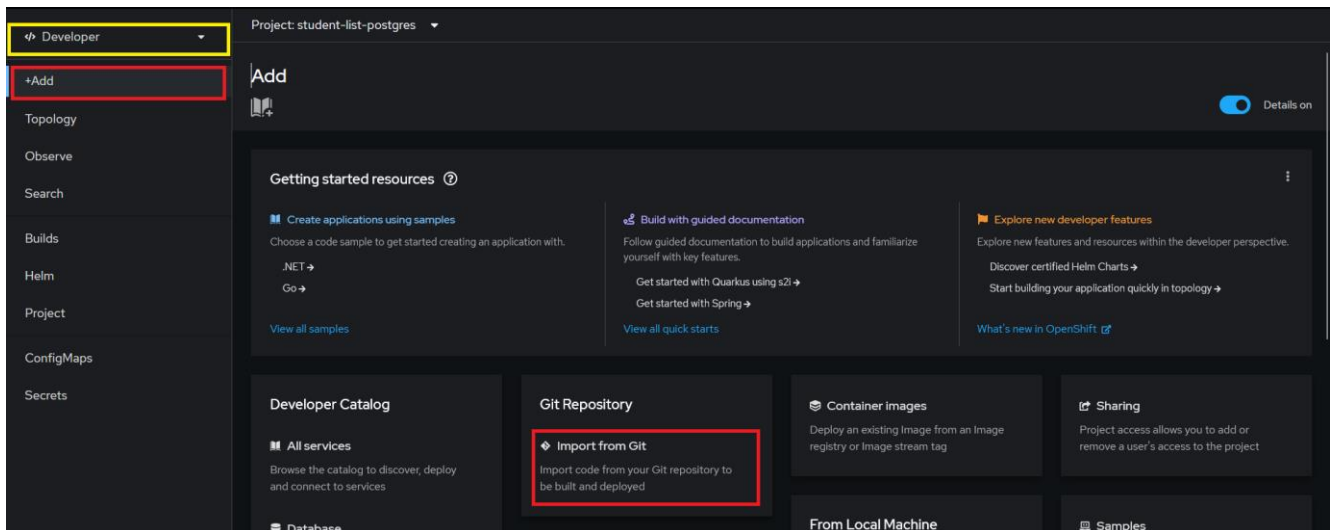 Developer
+Add
Topology
Observe
Search
Builds
Helm
Project
ConfigMaps
Secrets
Project: student-list-postgres
Add
Details on
Getting started resources
Create applications using samples
Choose a code sample to get started creating an application with.
.NET
Go
View all samples
Build with guided documentation
Follow guided documentation to build applications and familiarize
yourself with key features.
Get started with Quarkus using s2i
Get started with Spring
View all quick starts
Explore new developer features
Explore new features and resources within the developer perspective.
Discover certified Helm Charts
Start building your application quickly in topology
What's new in OpenShift
Developer Catalog
All services
Browse the catalog to discover, deploy
and connect to services
Database
Git Repository
Import from Git
Import code from your Git repository to
be built and deployed
Container images
Deploy an existing Image from an Image
registry or Image stream tag
From Local Machine
Sharing
Project access allows you to add or
remove a user's access to the project
Samples